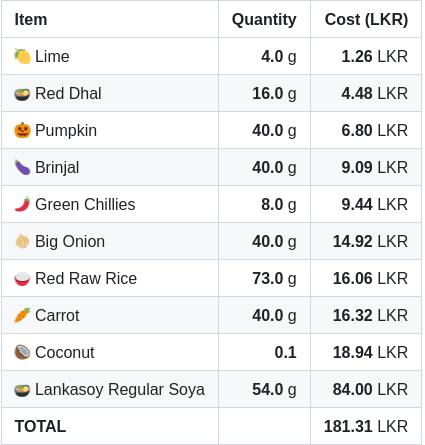 Item Quantity Cost (LKR)
Lime 4.0 g 1.26 LKR
Red Dhal 16.0 g 4.48 LKR
Pumpkin 40.0 g 6.80 LKR
Brinjal 40.0 g 9.09 LKR
Green Chillies 8.0 g 9.44 LKR
Big Onion 40.0 g 14.92 LKR
Red Raw Rice 73.0 g 16.06 LKR
Carrot 40.0 g 16.32 LKR
Coconut 0.1 18.94 LKR
Lankasoy Regular Soya 54.0 g 84.00 LKR
TOTAL 181.31 LKR